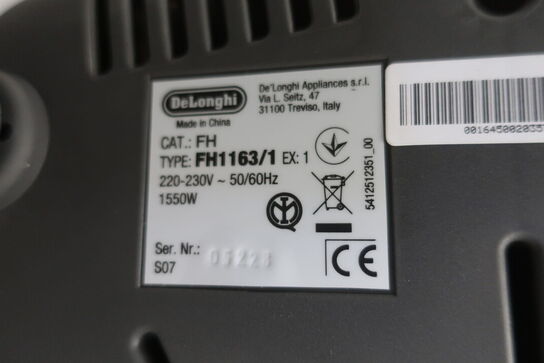 DeLonghi
Made in China
De'Longhi Appliances s.r.l.
Via L. Seitz, 47
31100 Treviso, Italy
CAT.: FH
TYPE: FH1163/1 EX: 1
220-230V ~ 50/60Hz
1550W
5412512351_00
Ser. Nr.: 05223
S07
CE